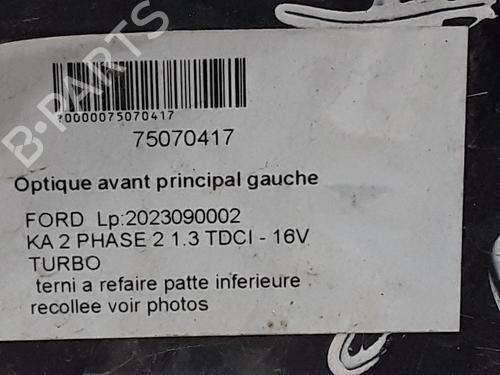 B-PARTS
?0000075070417
75070417
Optique avant principal gauche
FORD Lp:2023090002
KA 2 PHASE 2 1.3 TDCI - 16V
TURBO
terni a refaire patte inferieure
recollee voir photos